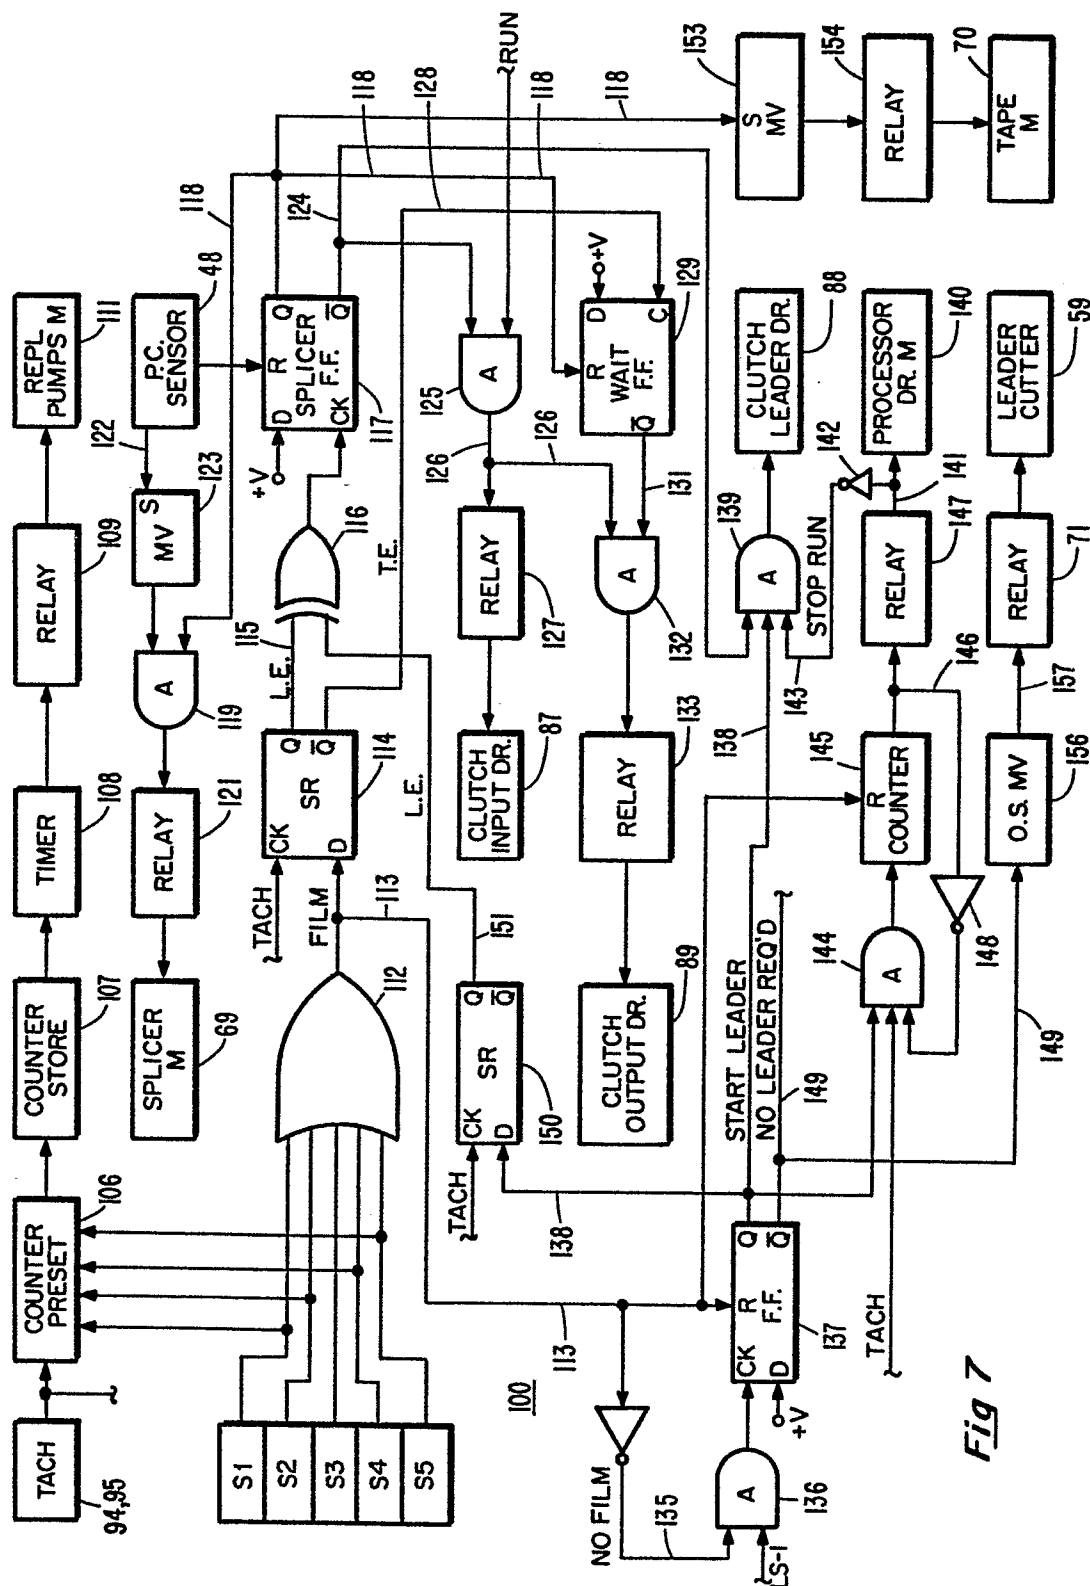 TACH
94,95
COUNTER
PRESET
106
COUNTER
STORE
107
TIMER
108
RELAY
109
REPL
PUMPS M
111
SPLICER
M
69
RELAY
121
A
119
MV
S
123
122
P.C.
SENSOR
48
118
S1
S2
S3
S4
S5
112
FILM
113
TACH
CK
D
SR
Q
Q
114
L.E.
115
116
+V
D
CK
R
SPLICER
F.F.
Q
Q
117
124
118
128
RUN
T.E.
L.E.
TACH
CK
D
SR
Q
Q
150
151
138
CLUTCH
INPUT DR.
87
RELAY
127
126
A
125
126
118
CLUTCH
OUTPUT DR.
89
RELAY
133
A
132
131
R
D
+V
WAIT
F.F.
Q
C
129
118
S
MV
153
RELAY
154
TAPE
M
70
100
113
NO FILM
135
LS-1
A
136
+V
CK
D
R
F.F.
Q
Q
137
START LEADER
NO LEADER REQ'D
149
138
143
STOP RUN
A
139
142
CLUTCH
LEADER DR.
88
TACH
A
144
R
COUNTER
145
146
148
RELAY
147
141
PROCESSOR
DR. M
140
149
O.S. MV
156
157
RELAY
71
LEADER
CUTTER
59
Fig 7